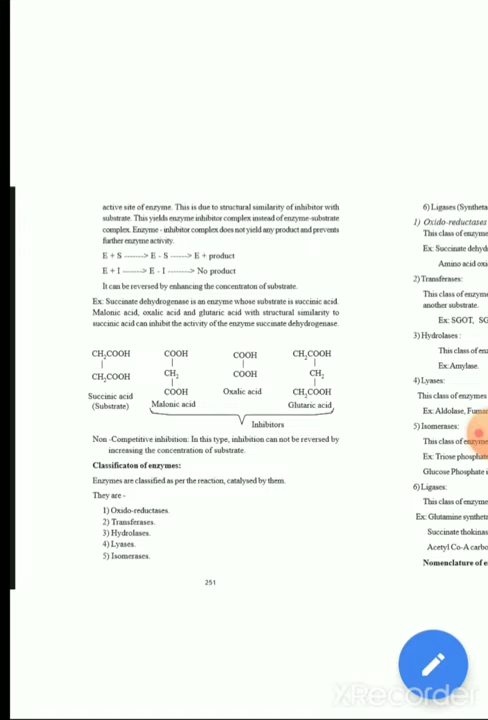 active site of enzyme. This is due to structural similarity of inhibitor with
substrate. This yields enzyme inhibitor complex instead of enzyme-substrate
complex. Enzyme - inhibitor complex does not yield any product and prevents
further enzyme activity.
E + S --------> E - S ------> E + product
E + I -------> E - I --------> No product
It can be reversed by enhancing the concentraton of substrate.
Ex: Succinate dehydrogenase is an enzyme whose substrate is succinic acid.
Malonic acid, oxalic acid and glutaric acid with structural similarity to
succinic acid can inhibit the activity of the enzyme succinate dehydrogenase.
CH₂COOH COOH COOH CH₂COOH
| | | |
CH₂COOH CH₂ COOH CH₂
| |
COOH CH₂COOH
Succinic acid
(Substrate) Malonic acid Oxalic acid Glutaric acid
Inhibitors
Non -Competitive inhibition: In this type, inhibition can not be reversed by
increasing the concentration of substrate.
Classificaton of enzymes:
Enzymes are classified as per the reaction, catalysed by them.
They are -
1) Oxido-reductases.
2) Transferases.
3) Hydrolases.
4) Lyases.
5) Isomerases.
251
6) Ligases (Syntheta
1) Oxido-reductases
This class of enzyme
Ex: Succinate dehyd
Amino acid oxi
2) Transferases:
This class of enzym
another substrate.
Ex: SGOT, SG
3) Hydrolases :
This class of enz
Ex: Amylase.
4) Lyases:
This class of enzymes
Ex: Aldolase, Fuma
5) Isomerases:
This class of enzyme
Ex: Triose phosphate
Glucose Phosphate i
6) Ligases:
This class of enzyme
Ex: Glutamine syntheta
Succinate thokinas
Acetyl Co-A carbo
Nomenclature of e
XRecorder